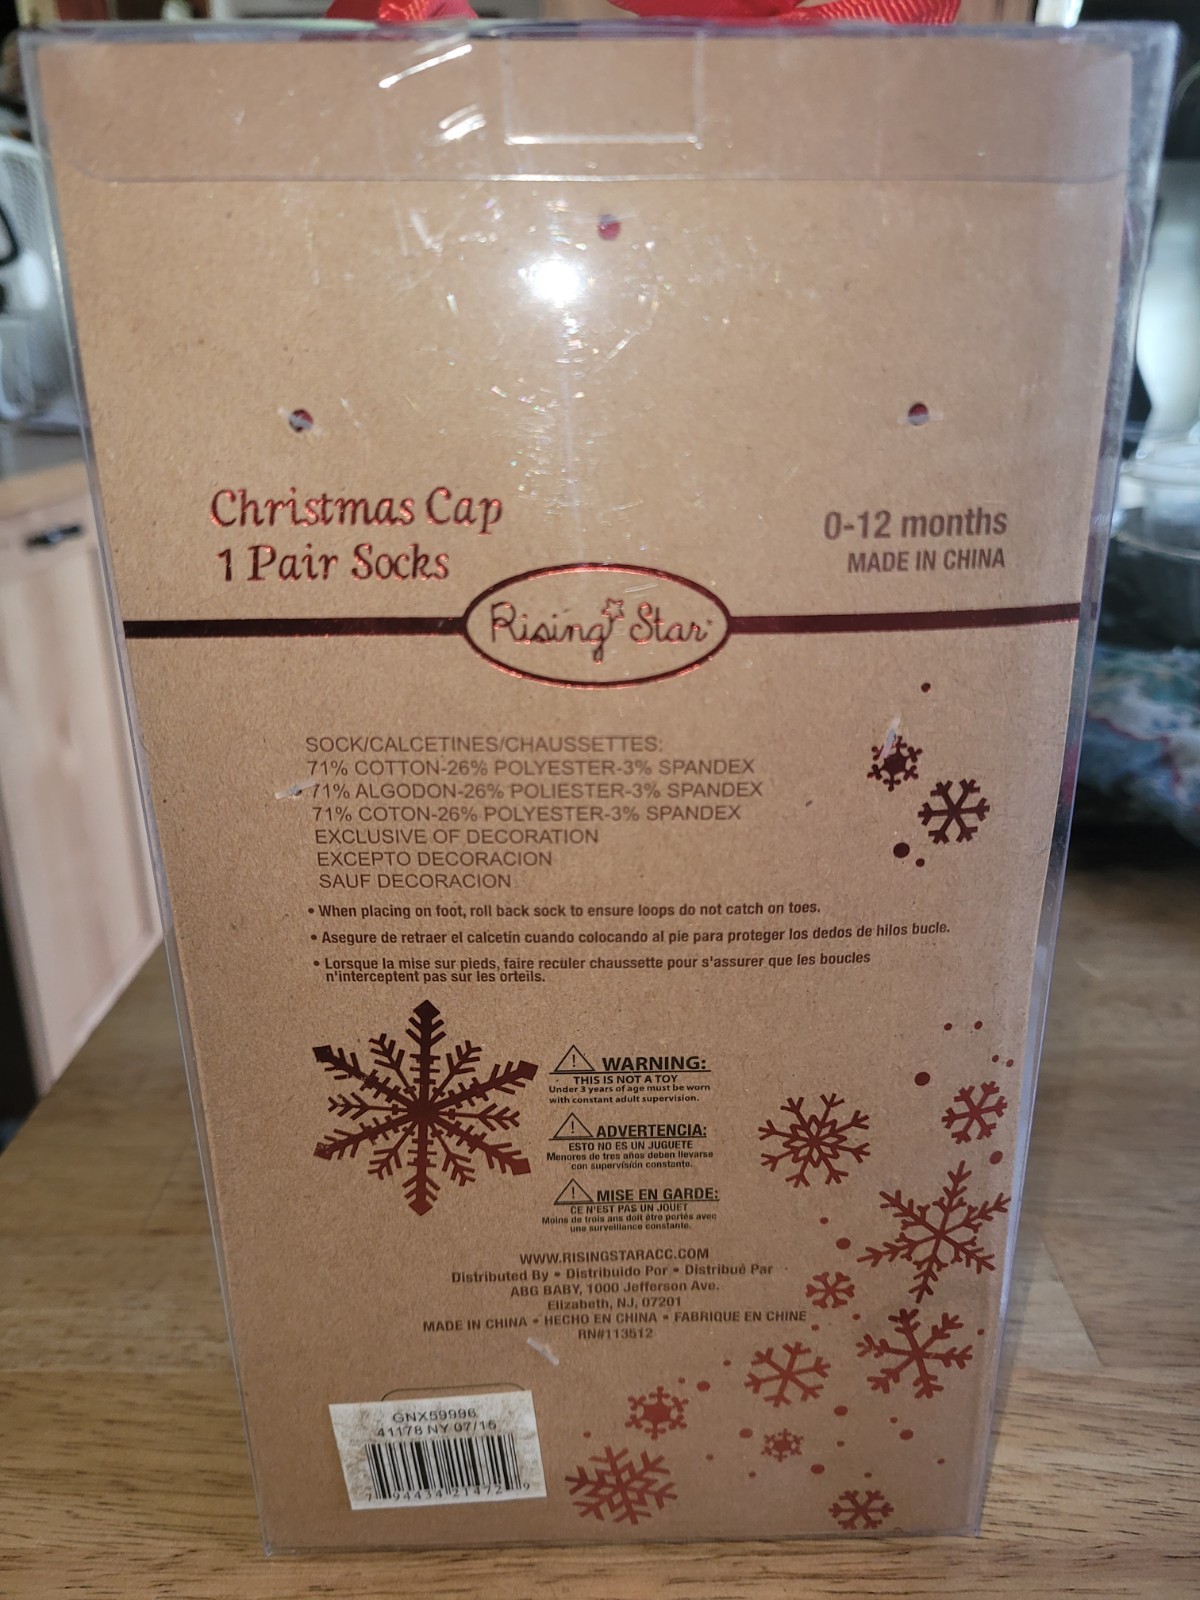 Christmas Cap
1 Pair Socks
0-12 months
MADE IN CHINA
Rising Star
SOCK/CALCETINES/CHAUSSETTES:
71% COTTON-26% POLYESTER-3% SPANDEX
71% ALGODON-26% POLIESTER-3% SPANDEX
71% COTON-26% POLYESTER-3% SPANDEX
EXCLUSIVE OF DECORATION
EXCEPTO DECORACION
SAUF DECORACION
• When placing on foot, roll back sock to ensure loops do not catch on toes.
• Asegure de retraer el calcetin cuando colocando al pie para proteger los dedos de hilos bucle.
• Lorsque la mise sur pieds, faire reculer chaussette pour s'assurer que les boucles
n'interceptent pas sur les orteils.
WARNING:
THIS IS NOT A TOY
Under 3 years of age must be worn
with constant adult supervision.
ADVERTENCIA:
ESTO NO ES UN JUGUETE
Menores de tres años deben llevarse
con supervísión constante.
MISE EN GARDE:
CE N'EST PAS UN JOUET
Moins de trois ans doit être portés avec
une surveillance constante.
WWW.RISINGSTARACC.COM
Distributed By • Distribuido Por • Distribué Par
ABG BABY, 1000 Jefferson Ave.
Elizabeth, NJ, 07201
MADE IN CHINA • HECHO EN CHINA • FABRIQUE EN CHINE
RN#113512
GNX59996
41178 NY 07/15
7 94434 21472 9